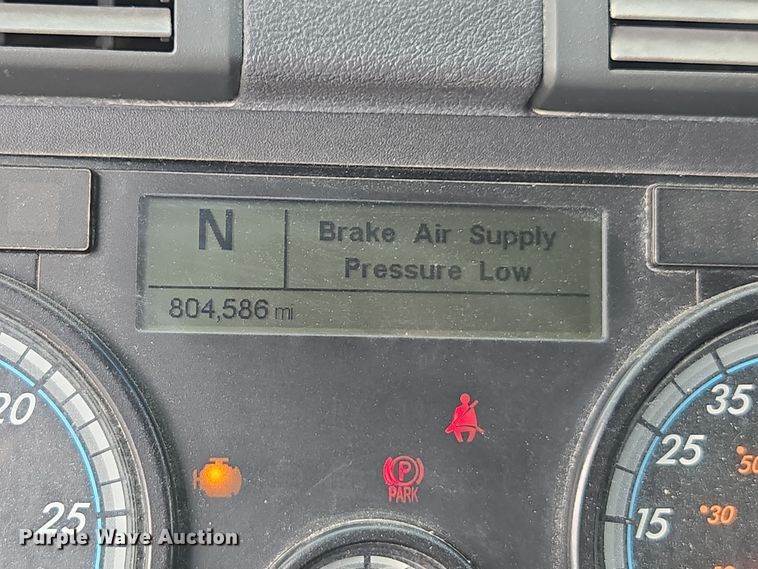 N
Brake Air Supply
Pressure Low
804,586 mi
20
25
P
PARK
35
25
15
50
30
Purple Wave Auction